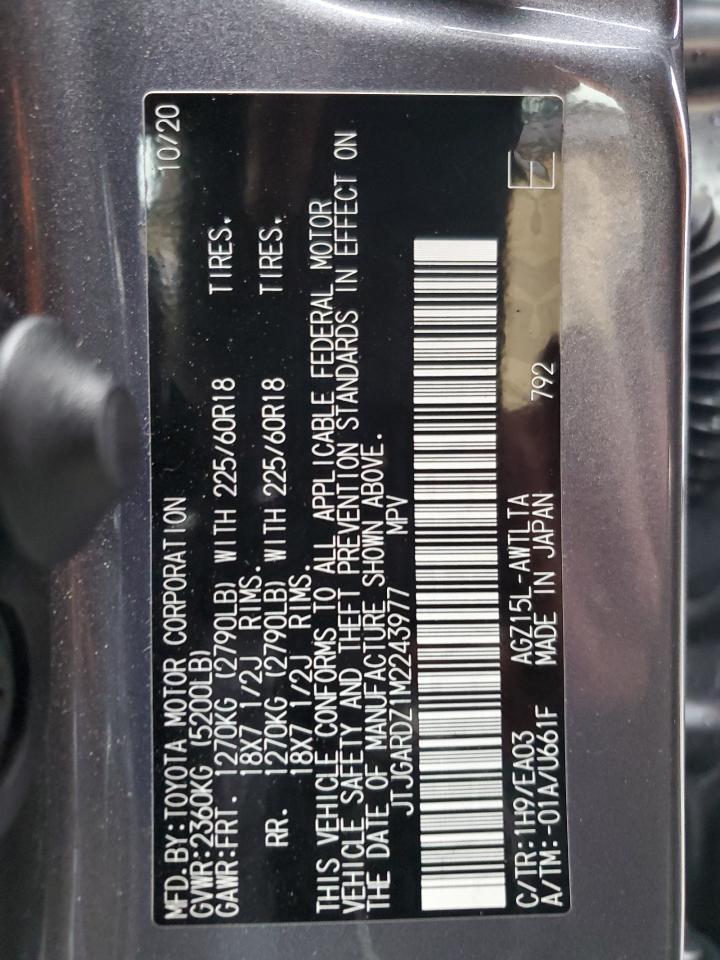 MFD.BY:TOYOTA MOTOR CORPORATION 10/20
GVWR:2360KG (5200LB)
GAWR:FRT. 1270KG (2790LB) WITH 225/60R18 TIRES,
18X7 1/2J RIMS.
RR. 1270KG (2790LB) WITH 225/60R18 TIRES,
18X7 1/2J RIMS.
THIS VEHICLE CONFORMS TO ALL APPLICABLE FEDERAL MOTOR
VEHICLE SAFETY AND THEFT PREVENTION STANDARDS IN EFFECT ON
THE DATE OF MANUFACTURE SHOWN ABOVE.
JTJGARDZ1M2243977 MPV
C/TR:1H9/EA03 AGZ15L-AWTLTA
A/TM:-01A/U661F MADE IN JAPAN 792